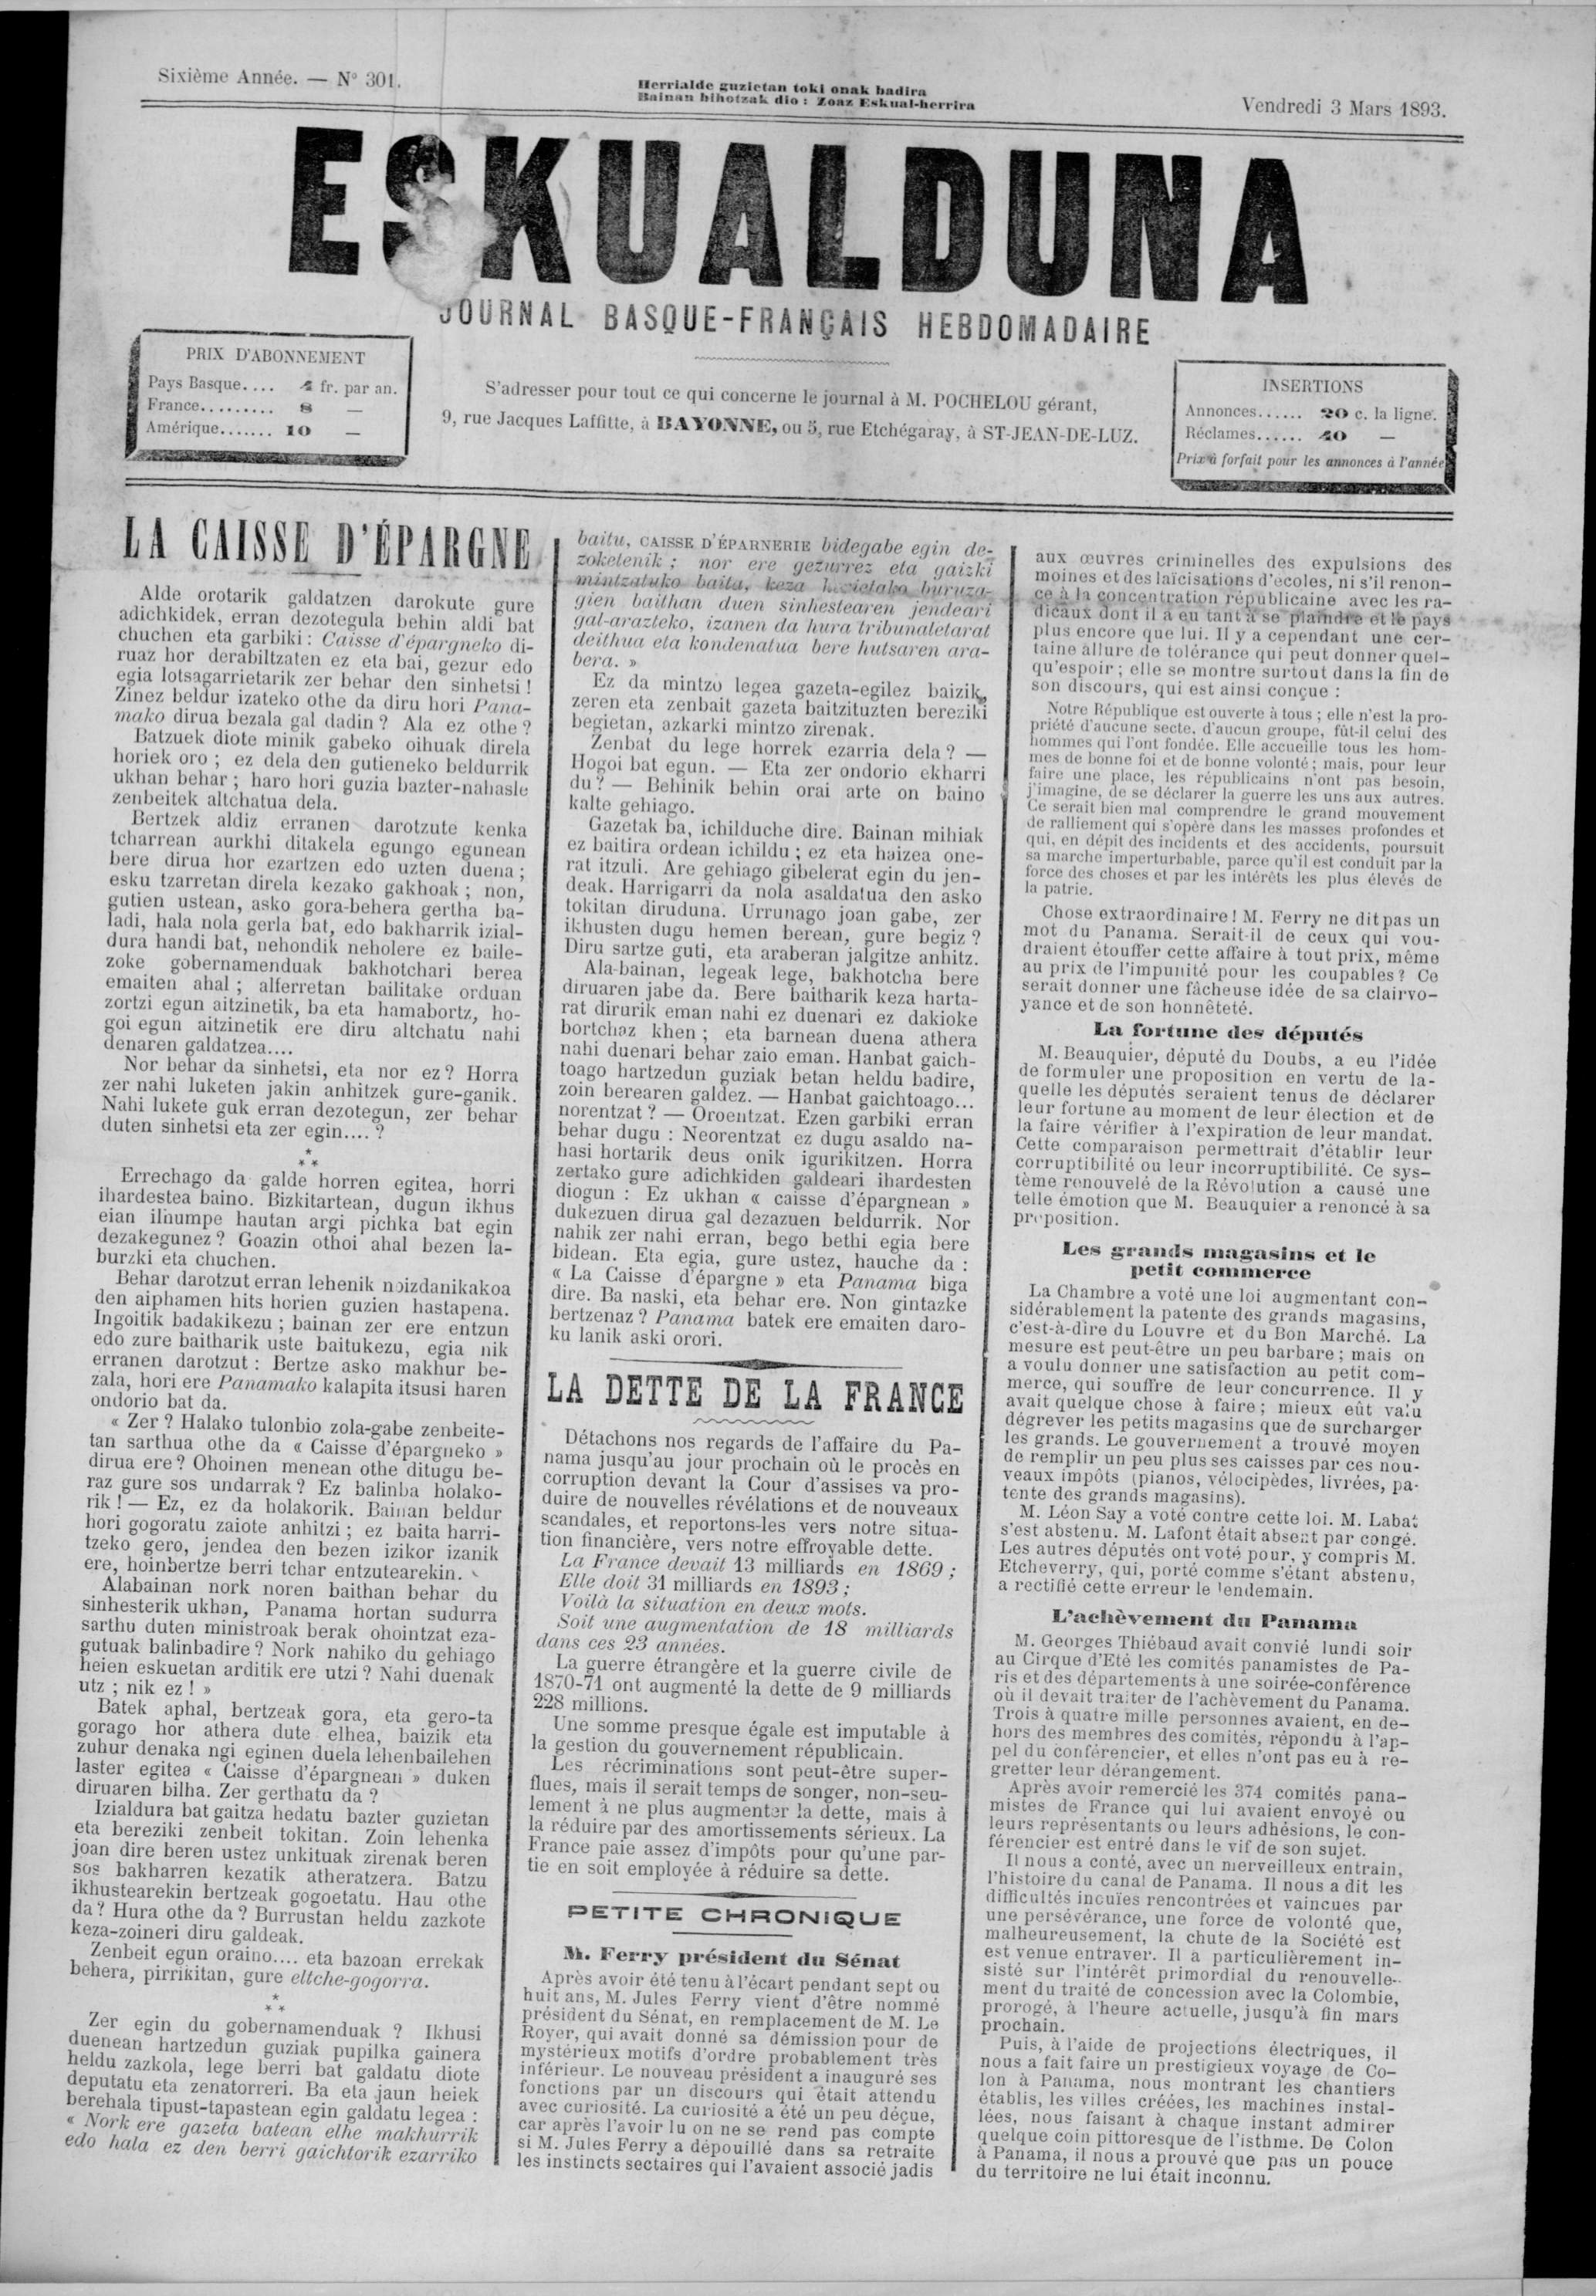 Sixième Année. — N° 301.
Herrialde guzietan toki onak badira
Bainan bihotzak dio : Zoaz Eskual-herrira
Vendredi 3 Mars 1893.
ESKUALDUNA
JOURNAL BASQUE-FRANÇAIS HEBDOMADAIRE
PRIX D'ABONNEMENT
Pays Basque.... 4 fr. par an.
France.......... 8 —
Amérique....... 10 —
S'adresser pour tout ce qui concerne le journal à M. POCHELOU gérant,
9, rue Jacques Laffitte, à BAYONNE, ou 5, rue Etchégaray, à ST-JEAN-DE-LUZ.
INSERTIONS
Annonces...... 20 c. la ligne.
Réclames...... 40 —
Prix à forfait pour les annonces à l'année
LA CAISSE D'ÉPARGNE
Alde orotarik galdatzen darokute gure
adichkidek, erran dezotegula behin aldi bat
chuchen eta garbiki : Caisse d'épargneko di-
ruaz hor derabiltzaten ez eta bai, gezur edo
egia lotsagarrietarik zer behar den sinhetsi !
Zinez beldur izateko othe da diru hori Pana-
mako dirua bezala gal dadin ? Ala ez othe ?
Batzuek diote minik gabeko oihuak direla
horiek oro ; ez dela den gutieneko beldurrik
ukhan behar ; haro hori guzia bazter-nahasle
zenbeitek altchatua dela.
Bertzek aldiz erranen darotzute kenka
tcharrean aurkhi ditakela egungo egunean
bere dirua hor ezartzen edo uzten duena ;
esku tzarretan direla kezako gakhoak ; non,
gutien ustean, asko gora-behera gertha ba-
ladi, hala nola gerla bat, edo bakharrik izial-
dura handi bat, nehondik neholere ez baile-
zoke gobernamenduak bakhotchari berea
emaiten ahal ; alferretan bailitake orduan
zortzi egun aitzinetik, ba eta hamabortz, ho-
goi egun aitzinetik ere diru altchatu nahi
denaren galdatzea....
Nor behar da sinhetsi, eta nor ez ? Horra
zer nahi luketen jakin anhitzek gure-ganik.
Nahi lukete guk erran dezotegun, zer behar
duten sinhetsi eta zer egin.... ?
*
* *
Errechago da galde horren egitea, horri
ihardestea baino. Bizkitartean, dugun ikhus
eian ilhumpe hautan argi pichka bat egin
dezakegunez ? Goazin othoi ahal bezen la-
burzki eta chuchen.
Behar darotzut erran lehenik noizdanikakoa
den aiphamen hits horien guzien hastapena.
Ingoitik badakikezu ; bainan zer ere entzun
edo zure baitharik uste baitukezu, egia nik
erranen darotzut : Bertze asko makhur be-
zala, hori ere Panamako kalapita itsusi haren
ondorio bat da.
« Zer ? Halako tulonbio zola-gabe zenbeite-
tan sarthua othe da « Caisse d'épargneko »
dirua ere ? Ohoinen menean othe ditugu be-
raz gure sos undarrak ? Ez balinba holako-
rik ! — Ez, ez da holakorik. Bainan beldur
hori gogoratu zaiote anhitzi ; ez baita harri-
tzeko gero, jendea den bezen izikor izanik
ere, hoinbertze berri tchar entzutearekin.
Alabainan nork noren baithan behar du
sinhesterik ukhan, Panama hortan sudurra
sarthu duten ministroak berak ohointzat eza-
gutuak balinbadire ? Nork nahiko du gehiago
heien eskuetan arditik ere utzi ? Nahi duenak
utz ; nik ez ! »
Batek aphal, bertzeak gora, eta gero-ta
gorago hor athera dute elhea, baizik eta
zuhur denaka ngi eginen duela lehenbailehen
laster egitea « Caisse d'épargnean » duken
diruaren bilha. Zer gerthatu da ?
Izialdura bat gaitza hedatu bazter guzietan
eta bereziki zenbeit tokitan. Zoin lehenka
joan dire beren ustez unkituak zirenak beren
sos bakharren kezatik atheratzera. Batzu
ikhustearekin bertzeak gogoetatu. Hau othe
da ? Hura othe da ? Burrustan heldu zazkote
keza-zoineri diru galdeak.
Zenbeit egun oraino.... eta bazoan errekak
behera, pirrikitan, gure eltche-gogorra.
*
* *
Zer egin du gobernamenduak ? Ikhusi
duenean hartzedun guziak pupilka gainera
heldu zazkola, lege berri bat galdatu diote
deputatu eta zenatorreri. Ba eta jaun heiek
berehala tipust-tapastean egin galdatu legea :
« Nork ere gazeta batean elhe makhurrik
edo hala ez den berri gaichtorik ezarriko
baitu, CAISSE D'ÉPARNERIE bidegabe egin de-
zoketenik ; nor ere gezurrez eta gaizki
mintzatuko baita, keza buruza-
gien baithan duen sinhestearen jendeari
gal-arazteko, izanen da hura tribunaletarat
deithua eta kondenatua bere hutsaren ara-
bera. »
Ez da mintzo legea gazeta-egilez baizik,
zeren eta zenbait gazeta baitzituzten bereziki
begietan, azkarki mintzo zirenak.
Zenbat du lege horrek ezarria dela ? —
Hogoi bat egun. — Eta zer ondorio ekharri
du ? — Behinik behin orai arte on baino
kalte gehiago.
Gazetak ba, ichilduche dire. Bainan mihiak
ez baitira ordean ichildu ; ez eta haizea one-
rat itzuli. Are gehiago gibelerat egin du jen-
deak. Harrigarri da nola asaldatua den asko
tokitan diruduna. Urrunago joan gabe, zer
ikhusten dugu hemen berean, gure begiz ?
Diru sartze guti, eta araberan jalgitze anhitz.
Ala-bainan, legeak lege, bakhotcha bere
diruaren jabe da. Bere baitharik keza harta-
rat dirurik eman nahi ez duenari ez dakioke
bortchaz khen ; eta barnean duena athera
nahi duenari behar zaio eman. Hanbat gaich-
toago hartzedun guziak betan heldu badire,
zoin berearen galdez. — Hanbat gaichtoago...
norentzat ? — Oroentzat. Ezen garbiki erran
behar dugu : Neorentzat ez dugu asaldo na-
hasi hortarik deus onik igurikitzen. Horra
zertako gure adichkiden galdeari ihardesten
diogun : Ez ukhan « caisse d'épargnean »
dukezuen dirua gal dezazuen beldurrik. Nor
nahik zer nahi erran, bego bethi egia bere
bidean. Eta egia, gure ustez, hauche da :
« La Caisse d'épargne » eta Panama biga
dire. Ba naski, eta behar ere. Non gintazke
bertzenaz ? Panama batek ere emaiten daro-
ku lanik aski orori.
LA DETTE DE LA FRANCE
Détachons nos regards de l'affaire du Pa-
nama jusqu'au jour prochain où le procès en
corruption devant la Cour d'assises va pro-
duire de nouvelles révélations et de nouveaux
scandales, et reportons-les vers notre situa-
tion financière, vers notre effroyable dette.
La France devait 13 milliards en 1869 ;
Elle doit 31 milliards en 1893 ;
Voilà la situation en deux mots.
Soit une augmentation de 18 milliards
dans ces 23 années.
La guerre étrangère et la guerre civile de
1870-71 ont augmenté la dette de 9 milliards
228 millions.
Une somme presque égale est imputable à
la gestion du gouvernement républicain.
Les récriminations sont peut-être super-
flues, mais il serait temps de songer, non-seu-
lement à ne plus augmenter la dette, mais à
la réduire par des amortissements sérieux. La
France paie assez d'impôts pour qu'une par-
tie en soit employée à réduire sa dette.
PETITE CHRONIQUE
M. Ferry président du Sénat
Après avoir été tenu à l'écart pendant sept ou
huit ans, M. Jules Ferry vient d'être nommé
président du Sénat, en remplacement de M. Le
Royer, qui avait donné sa démission pour de
mystérieux motifs d'ordre probablement très
inférieur. Le nouveau président a inauguré ses
fonctions par un discours qui était attendu
avec curiosité. La curiosité a été un peu déçue,
car après l'avoir lu on ne se rend pas compte
si M. Jules Ferry a dépouillé dans sa retraite
les instincts sectaires qui l'avaient associé jadis
aux œuvres criminelles des expulsions des
moines et des laïcisations d'écoles, ni s'il renon-
ce à la concentration républicaine avec les ra-
dicaux dont il a eu tant à se plaindre et le pays
plus encore que lui. Il y a cependant une cer-
taine allure de tolérance qui peut donner quel-
qu'espoir ; elle se montre surtout dans la fin de
son discours, qui est ainsi conçue :
Notre République est ouverte à tous ; elle n'est la pro-
priété d'aucune secte, d'aucun groupe, fût-il celui des
hommes qui l'ont fondée. Elle accueille tous les hom-
mes de bonne foi et de bonne volonté ; mais, pour leur
faire une place, les républicains n'ont pas besoin,
j'imagine, de se déclarer la guerre les uns aux autres.
Ce serait bien mal comprendre le grand mouvement
de ralliement qui s'opère dans les masses profondes et
qui, en dépit des incidents et des accidents, poursuit
sa marche imperturbable, parce qu'il est conduit par la
force des choses et par les intérêts les plus élevés de
la patrie.
Chose extraordinaire ! M. Ferry ne dit pas un
mot du Panama. Serait-il de ceux qui vou-
draient étouffer cette affaire à tout prix, même
au prix de l'impunité pour les coupables ? Ce
serait donner une fâcheuse idée de sa clairvo-
yance et de son honnêteté.
La fortune des députés
M. Beauquier, député du Doubs, a eu l'idée
de formuler une proposition en vertu de la-
quelle les députés seraient tenus de déclarer
leur fortune au moment de leur élection et de
la faire vérifier à l'expiration de leur mandat.
Cette comparaison permettrait d'établir leur
corruptibilité ou leur incorruptibilité. Ce sys-
tème renouvelé de la Révolution a causé une
telle émotion que M. Beauquier a renoncé à sa
proposition.
Les grands magasins et le
petit commerce
La Chambre a voté une loi augmentant con-
sidérablement la patente des grands magasins,
c'est-à-dire du Louvre et du Bon Marché. La
mesure est peut-être un peu barbare ; mais on
a voulu donner une satisfaction au petit com-
merce, qui souffre de leur concurrence. Il y
avait quelque chose à faire ; mieux eût valu
dégrever les petits magasins que de surcharger
les grands. Le gouvernement a trouvé moyen
de remplir un peu plus ses caisses par ces nou-
veaux impôts (pianos, vélocipèdes, livrées, pa-
tente des grands magasins).
M. Léon Say a voté contre cette loi. M. Labat
s'est abstenu. M. Lafont était absent par congé.
Les autres députés ont voté pour, y compris M.
Etcheverry, qui, porté comme s'étant abstenu,
a rectifié cette erreur le lendemain.
L'achèvement du Panama
M. Georges Thiébaud avait convié lundi soir
au Cirque d'Eté les comités panamistes de Pa-
ris et des départements à une soirée-conférence
où il devait traiter de l'achèvement du Panama.
Trois à quatre mille personnes avaient, en de-
hors des membres des comités, répondu à l'ap-
pel du conférencier, et elles n'ont pas eu à re-
gretter leur dérangement.
Après avoir remercié les 374 comités pana-
mistes de France qui lui avaient envoyé ou
leurs représentants ou leurs adhésions, le con-
férencier est entré dans le vif de son sujet.
Il nous a conté, avec un merveilleux entrain,
l'histoire du canal de Panama. Il nous a dit les
difficultés inouïes rencontrées et vaincues par
une persévérance, une force de volonté que,
malheureusement, la chute de la Société est
est venue entraver. Il a particulièrement in-
sisté sur l'intérêt primordial du renouvelle-
ment du traité de concession avec la Colombie,
prorogé, à l'heure actuelle, jusqu'à fin mars
prochain.
Puis, à l'aide de projections électriques, il
nous a fait faire un prestigieux voyage de Co-
lon à Panama, nous montrant les chantiers
établis, les villes créées, les machines instal-
lées, nous faisant à chaque instant admirer
quelque coin pittoresque de l'isthme. De Colon
à Panama, il nous a prouvé que pas un pouce
du territoire ne lui était inconnu.